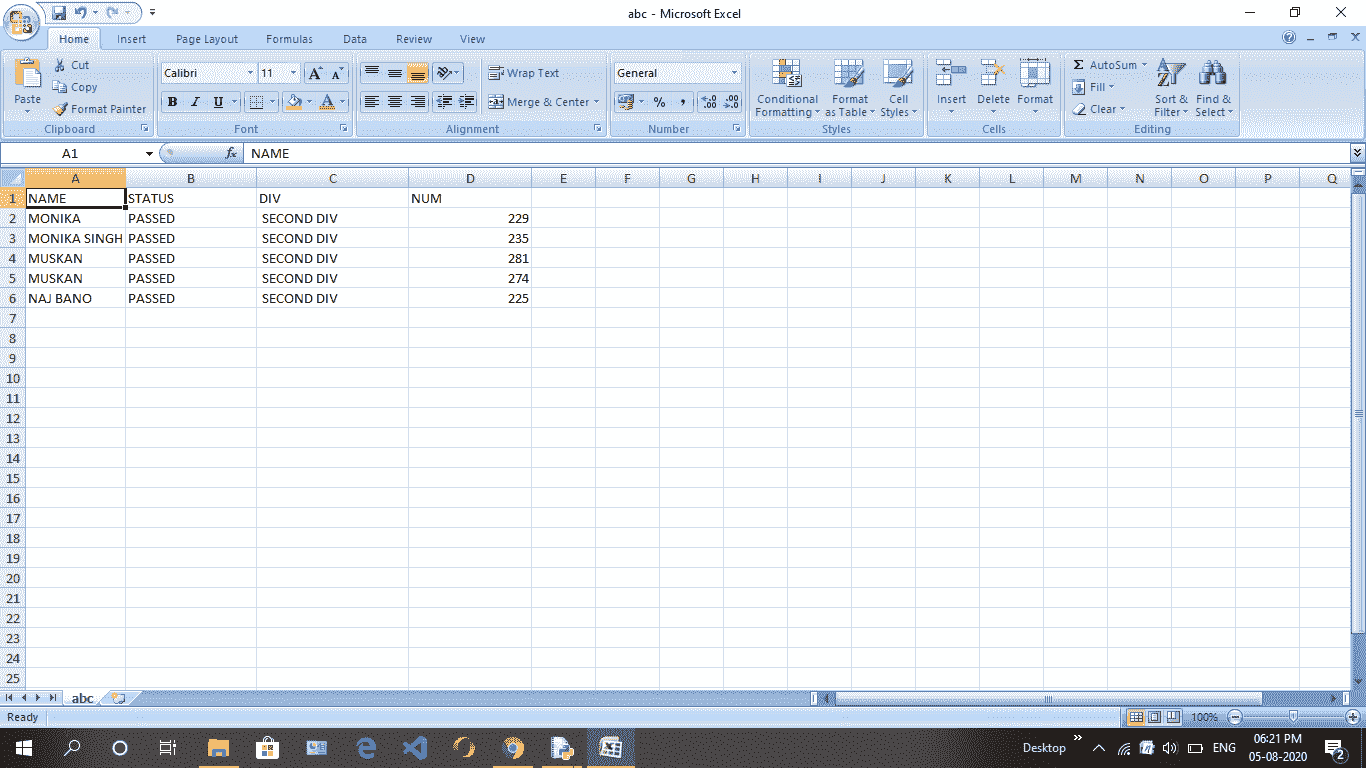 abc - Microsoft Excel
Home Insert Page Layout Formulas Data Review View
Paste
Cut
Copy
Format Painter
Clipboard
Calibri 11 A A
B I U A
Font
Wrap Text
Merge & Center
Alignment
General
% ,
Number
Conditional Formatting
Format as Table
Cell Styles
Styles
Insert Delete Format
Cells
Σ AutoSum
Fill
Clear
Sort & Filter
Find & Select
Editing
A1 fx NAME
A B C D E F G H I J K L M N O P Q
1 NAME STATUS DIV NUM
2 MONIKA PASSED SECOND DIV 229
3 MONIKA SINGH PASSED SECOND DIV 235
4 MUSKAN PASSED SECOND DIV 281
5 MUSKAN PASSED SECOND DIV 274
6 NAJ BANO PASSED SECOND DIV 225
7
8
9
10
11
12
13
14
15
16
17
18
19
20
21
22
23
24
25
abc
Ready 100%
Desktop ENG 06:21 PM
05-08-2020 2